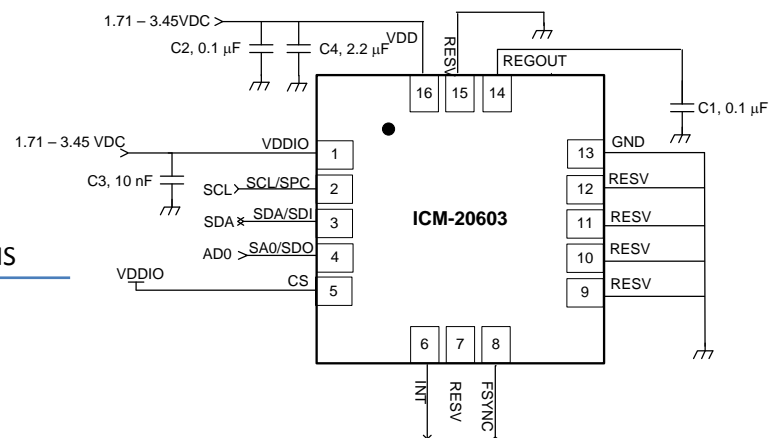 1.71 – 3.45VDC
C2, 0.1 μF
C4, 2.2 μF
VDD
RESV
REGOUT
C1, 0.1 μF
16
15
14
1.71 – 3.45 VDC
C3, 10 nF
VDDIO
1
SCL
SCL/SPC
2
SDA
SDA/SDI
3
AD0
SA0/SDO
4
VDDIO
CS
5
ICM-20603
13
GND
12
RESV
11
RESV
10
RESV
9
RESV
6
7
8
INT
RESV
FSYNC